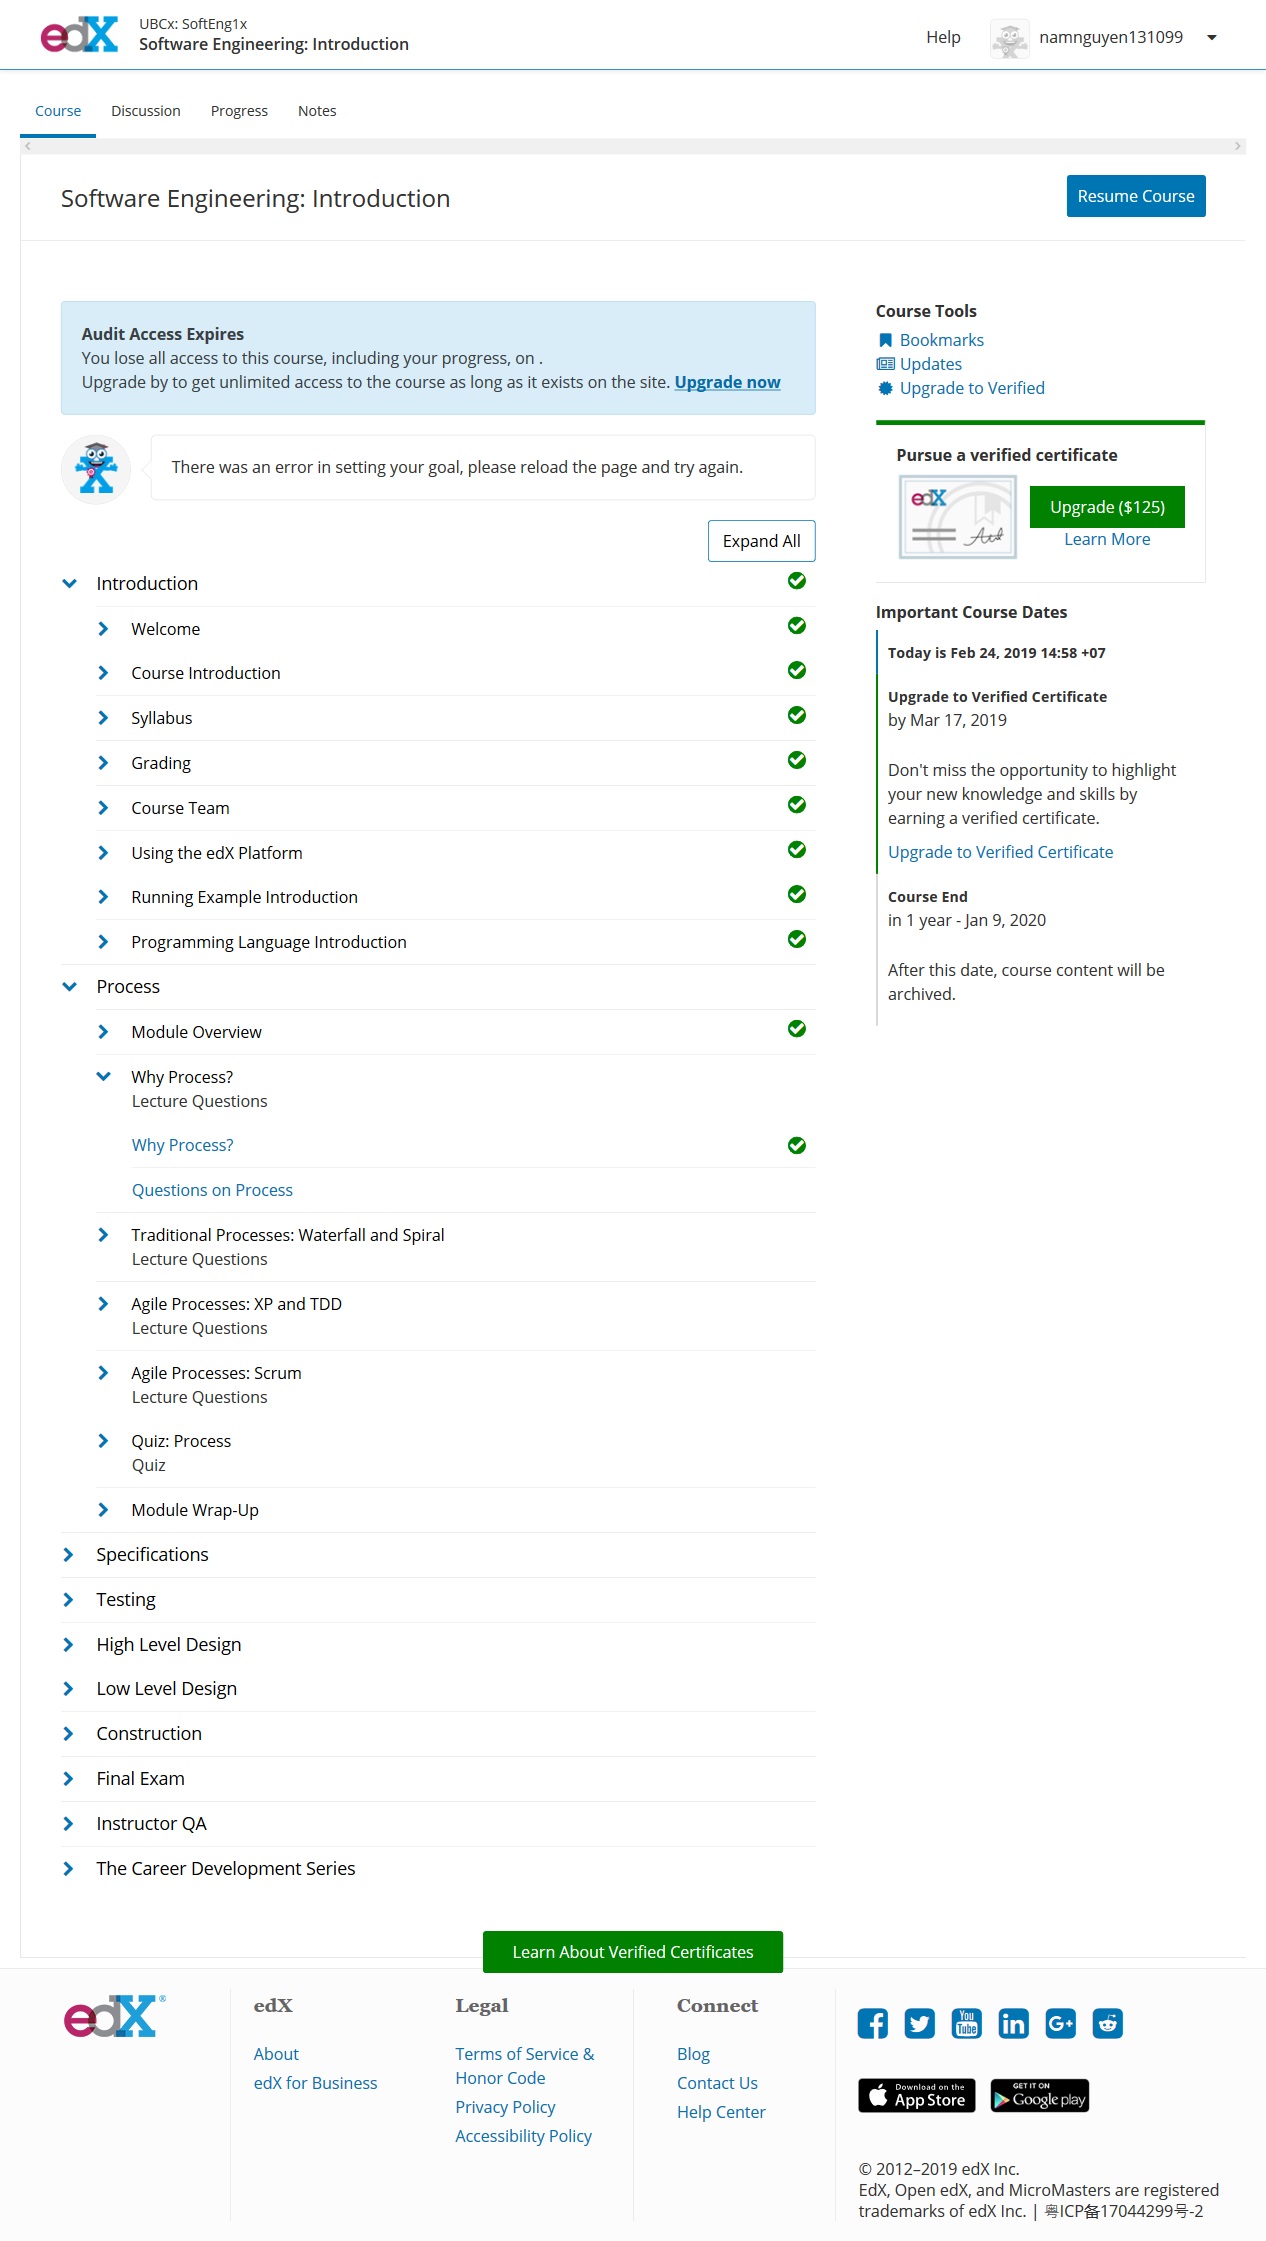 edX
UBCx: SoftEng1x
Software Engineering: Introduction
Help
namnguyen131099
Course
Discussion
Progress
Notes
Software Engineering: Introduction
Resume Course
Audit Access Expires
You lose all access to this course, including your progress, on .
Upgrade by to get unlimited access to the course as long as it exists on the site. Upgrade now
There was an error in setting your goal, please reload the page and try again.
Expand All
Introduction
Welcome
Course Introduction
Syllabus
Grading
Course Team
Using the edX Platform
Running Example Introduction
Programming Language Introduction
Process
Module Overview
Why Process?
Lecture Questions
Why Process?
Questions on Process
Traditional Processes: Waterfall and Spiral
Lecture Questions
Agile Processes: XP and TDD
Lecture Questions
Agile Processes: Scrum
Lecture Questions
Quiz: Process
Quiz
Module Wrap-Up
Specifications
Testing
High Level Design
Low Level Design
Construction
Final Exam
Instructor QA
The Career Development Series
Course Tools
Bookmarks
Updates
Upgrade to Verified
Pursue a verified certificate
edX
Upgrade ($125)
Learn More
Important Course Dates
Today is Feb 24, 2019 14:58 +07
Upgrade to Verified Certificate
by Mar 17, 2019
Don't miss the opportunity to highlight
your new knowledge and skills by
earning a verified certificate.
Upgrade to Verified Certificate
Course End
in 1 year - Jan 9, 2020
After this date, course content will be
archived.
Learn About Verified Certificates
edX®
edX
About
edX for Business
Legal
Terms of Service &
Honor Code
Privacy Policy
Accessibility Policy
Connect
Blog
Contact Us
Help Center
You
Tube
in
G+
Download on the
App Store
GET IT ON
Google play
© 2012–2019 edX Inc.
EdX, Open edX, and MicroMasters are registered
trademarks of edX Inc. | 粤ICP备17044299号-2